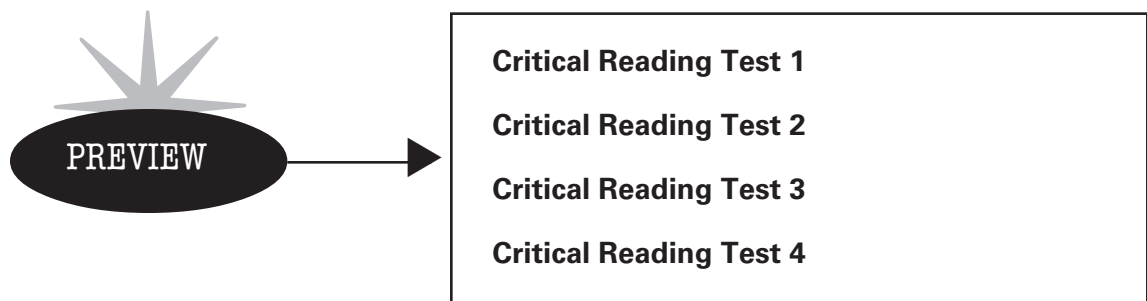 PREVIEW
Critical Reading Test 1
Critical Reading Test 2
Critical Reading Test 3
Critical Reading Test 4